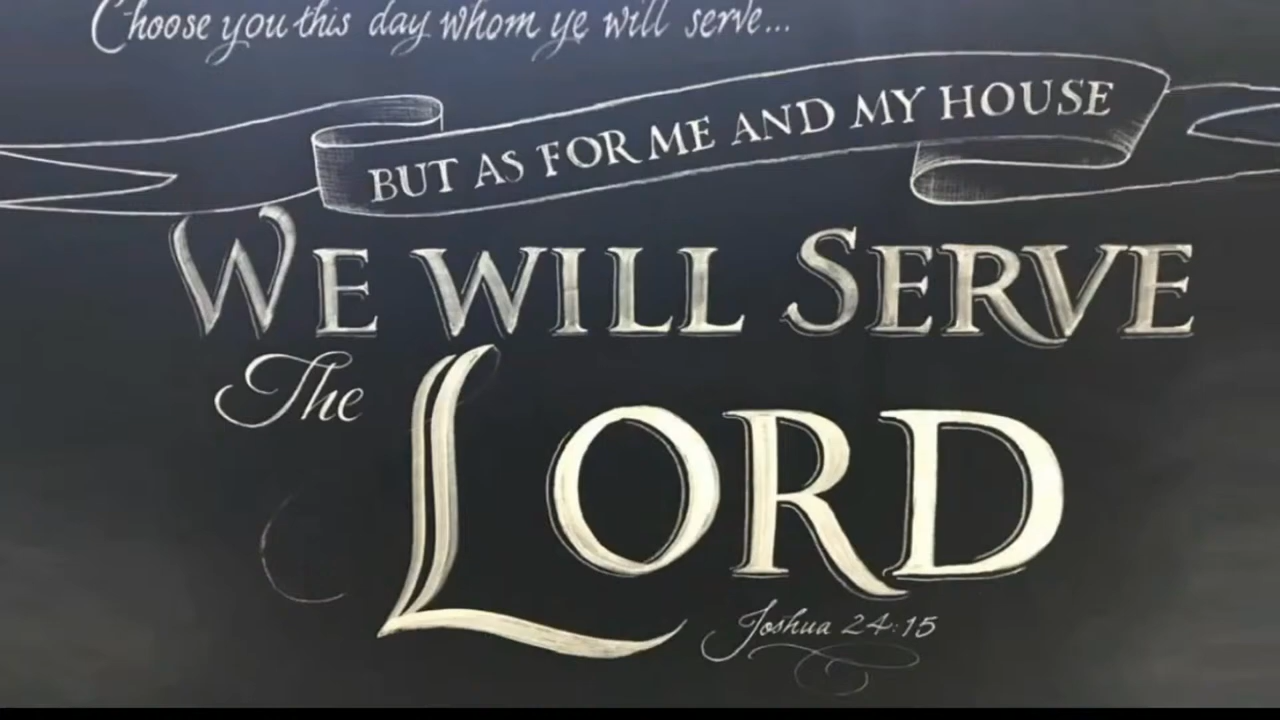 Choose you this day whom ye will serve...
BUT AS FOR ME AND MY HOUSE
WE WILL SERVE
The
LORD
Joshua 24:15